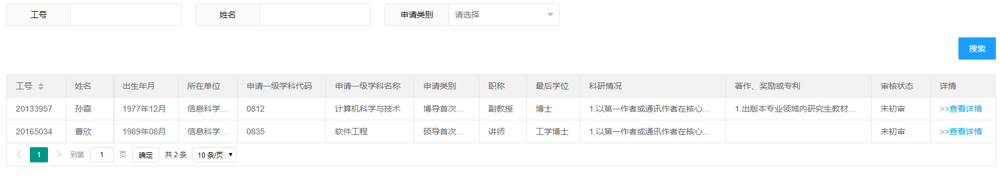 工号 姓名 申请类别 请选择
搜索
工号 姓名 出生年月 所在单位 申请一级学科代码 申请一级学科名称 申请类别 职称 最后学位 科研情况 著作、奖励或专利 审核状态 详情
20133957 孙霞 1977年12月 信息科学... 0812 计算机科学与技术 博导首次... 副教授 博士 1.以第一作者或通讯作者在核心... 1.出版本专业领域内研究生教材... 未初审 >>查看详情
20165034 曹欣 1989年08月 信息科学... 0835 软件工程 硕导首次... 讲师 工学博士 1.以第一作者或通讯作者在核心... 未初审 >>查看详情
1 到第 1 页 确定 共 2 条 10 条/页